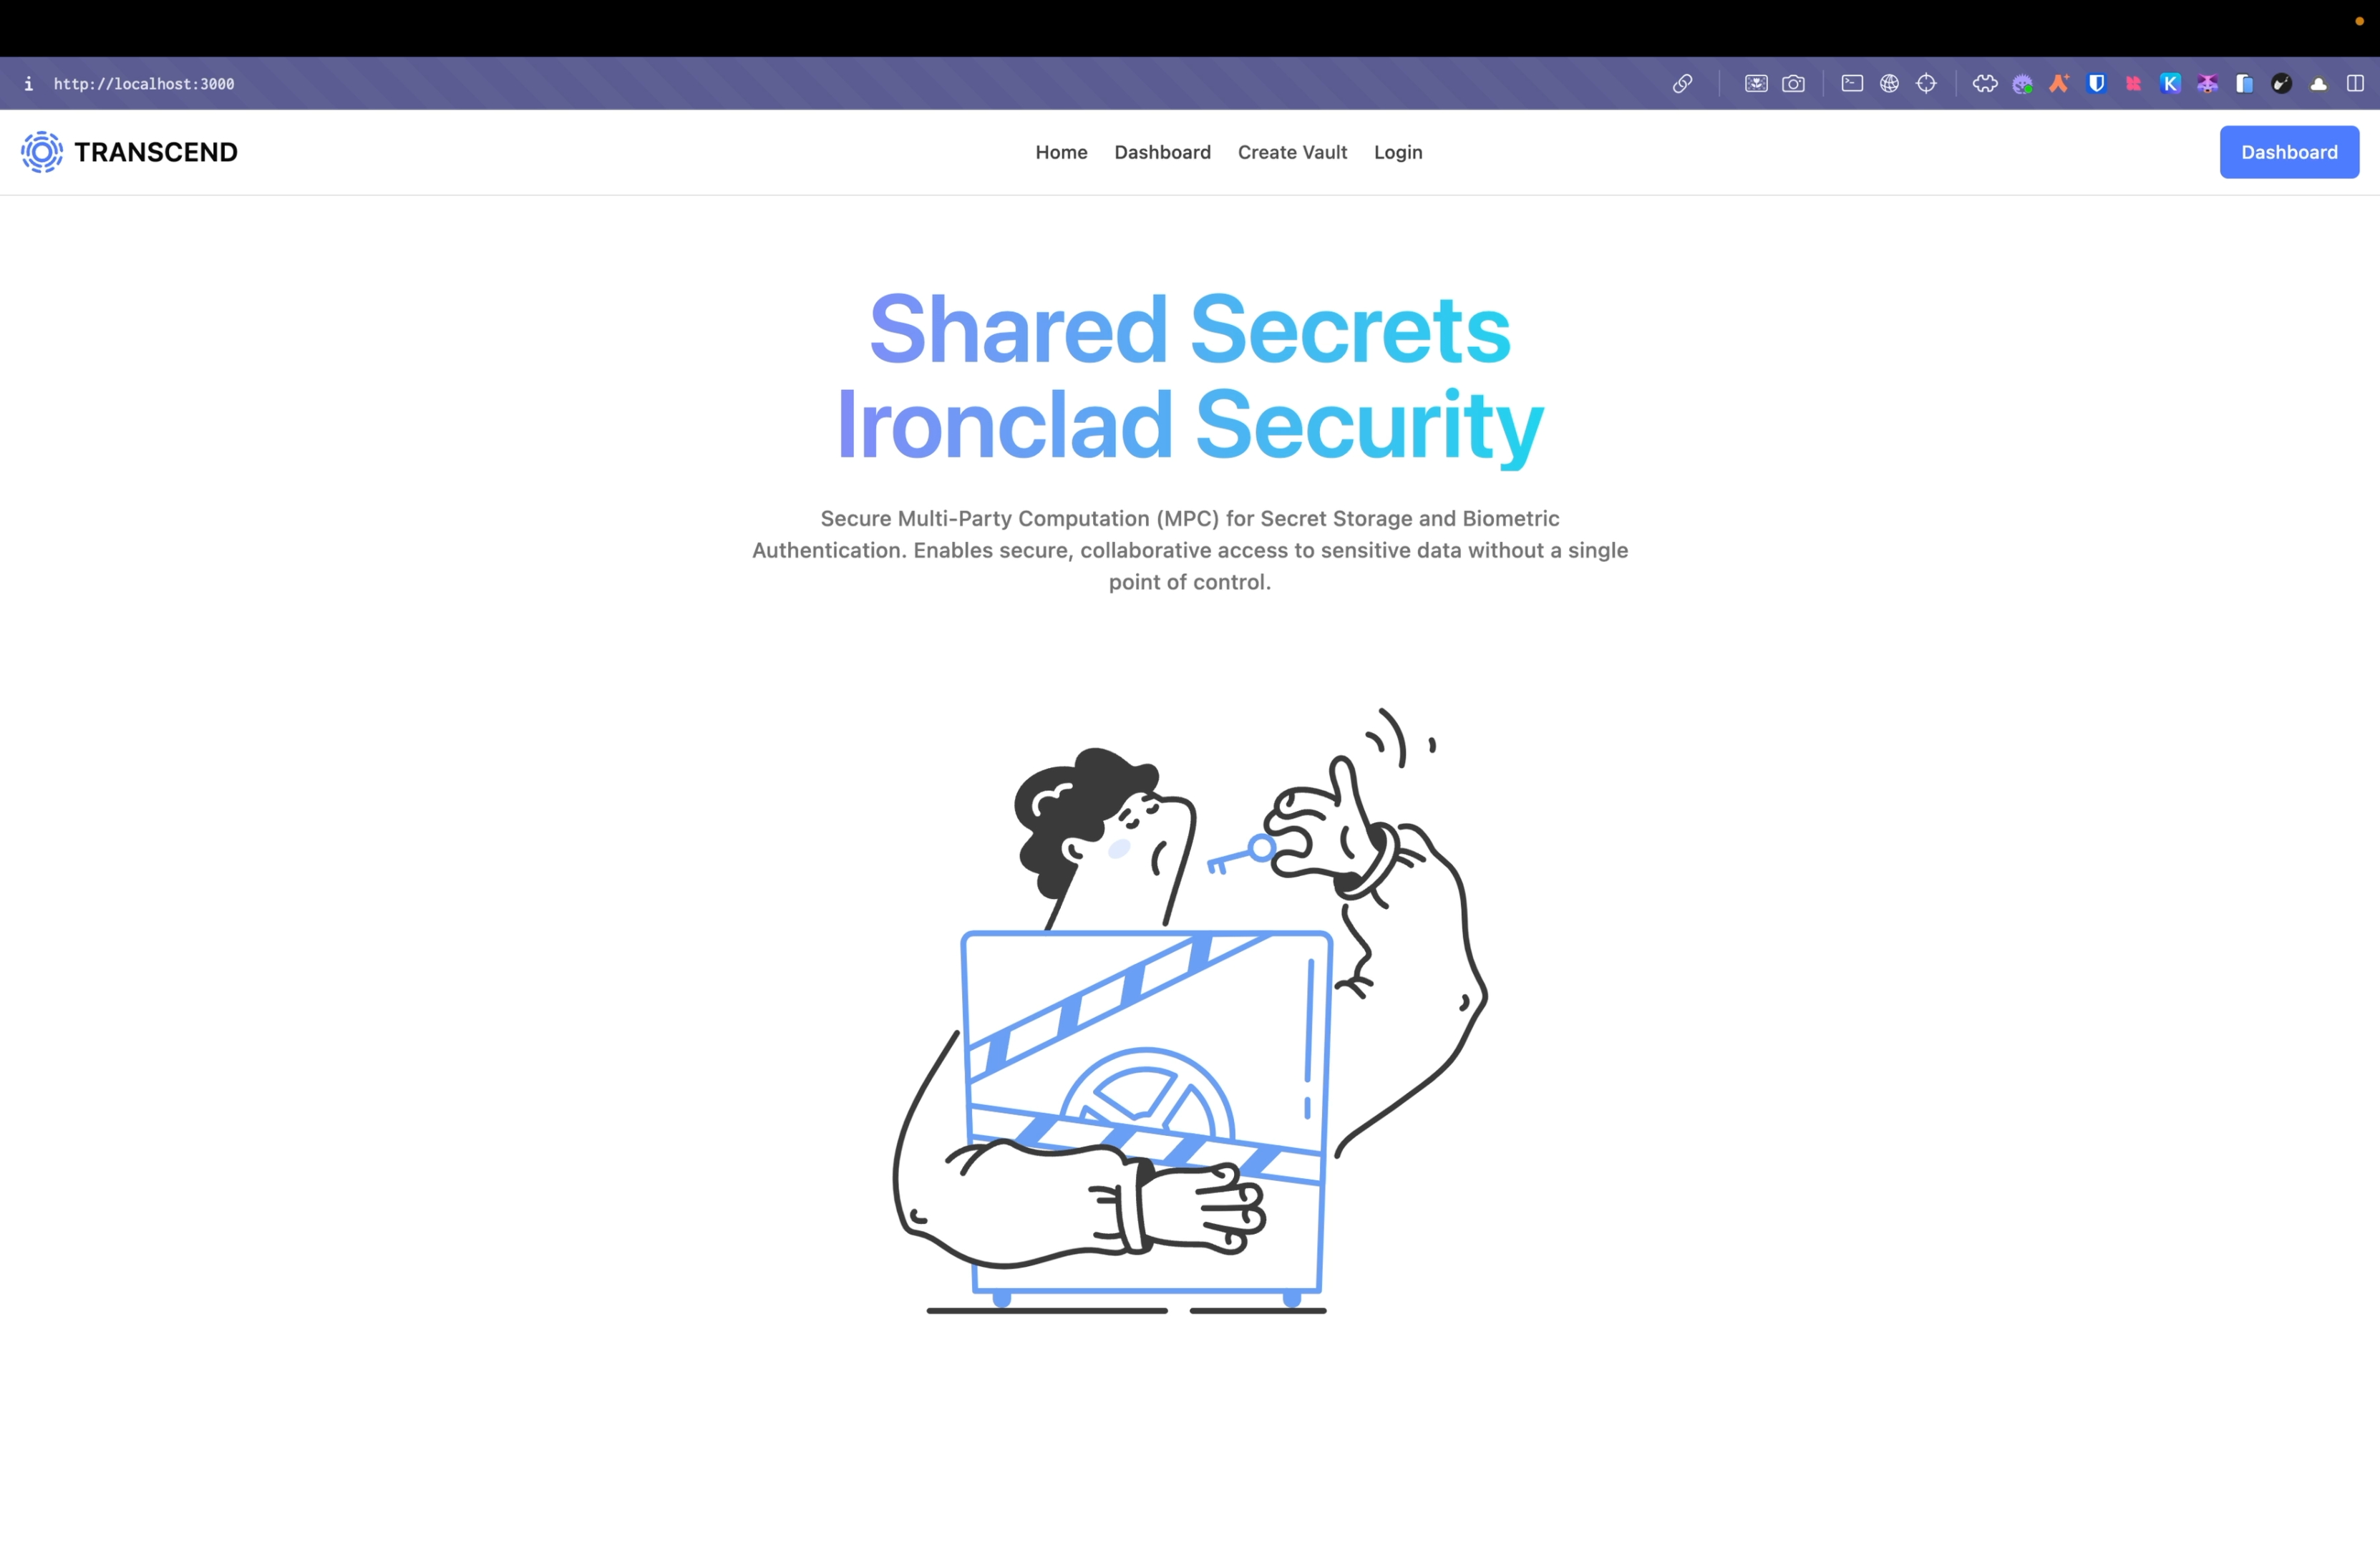 http://localhost:3000
TRANSCEND
Home Dashboard Create Vault Login
Dashboard
Shared Secrets
Ironclad Security
Secure Multi-Party Computation (MPC) for Secret Storage and Biometric
Authentication. Enables secure, collaborative access to sensitive data without a single
point of control.